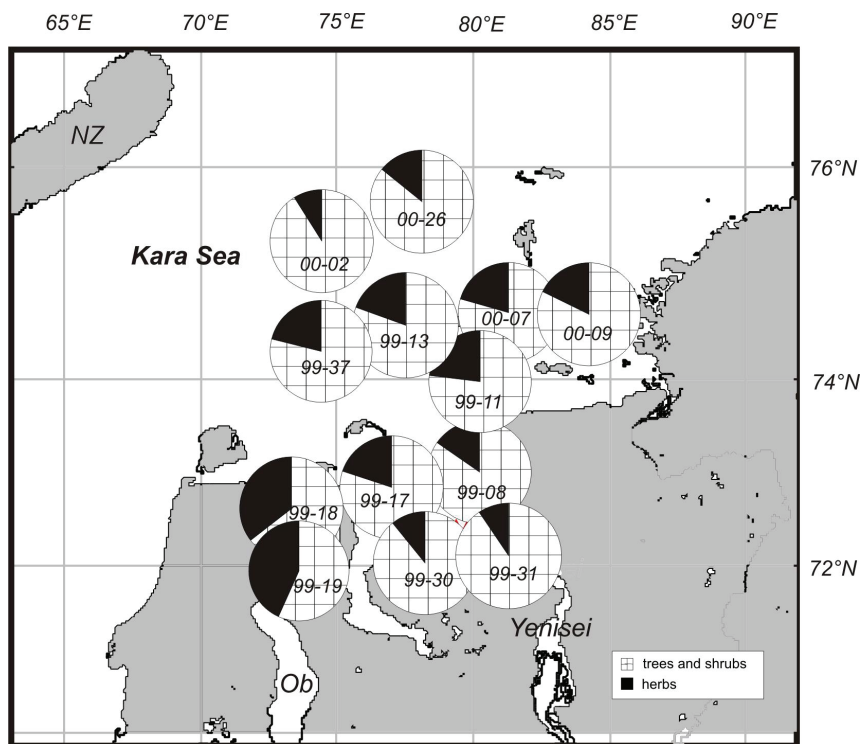 65°E 70°E 75°E 80°E 85°E 90°E
NZ
76°N
00-26
00-02
Kara Sea
00-07
00-09
99-13
99-37
74°N
99-11
99-08
99-17
99-18
72°N
99-31
99-30
99-19
Yenisei
trees and shrubs
Ob
herbs